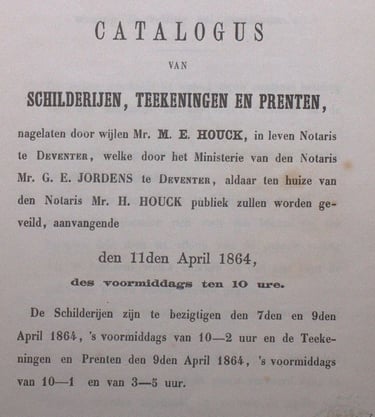 CATALOGUS
VAN
SCHILDERIJEN, TEEKENINGEN EN PRENTEN,
nagelaten door wijlen Mr. M. E. HOUCK, in leven Notaris
te DEVENTER, welke door het Ministerie van den Notaris
Mr. G. E. JORDENS te DEVENTER, aldaar ten huize van
den Notaris Mr. H. HOUCK publiek zullen worden ge-
veild, aanvangende
den 11den April 1864,
des voormiddags ten 10 ure.
De Schilderijen zijn te bezigtigen den 7den en 9den
April 1864, 's voormiddags van 10—2 uur en de Teeke-
ningen en Prenten den 9den April 1864, 's voormiddags
van 10—1 en van 3—5 uur.